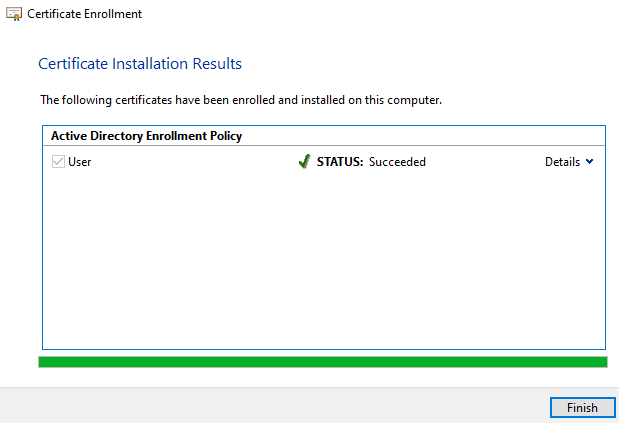 Certificate Enrollment
Certificate Installation Results
The following certificates have been enrolled and installed on this computer.
Active Directory Enrollment Policy
User STATUS: Succeeded Details
Finish